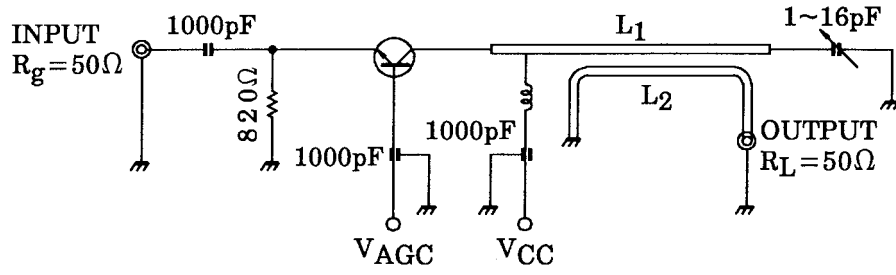 INPUT
Rg=50Ω
1000pF
820Ω
1000pF
VAGC
1000pF
VCC
L1
L2
1~16pF
OUTPUT
RL=50Ω